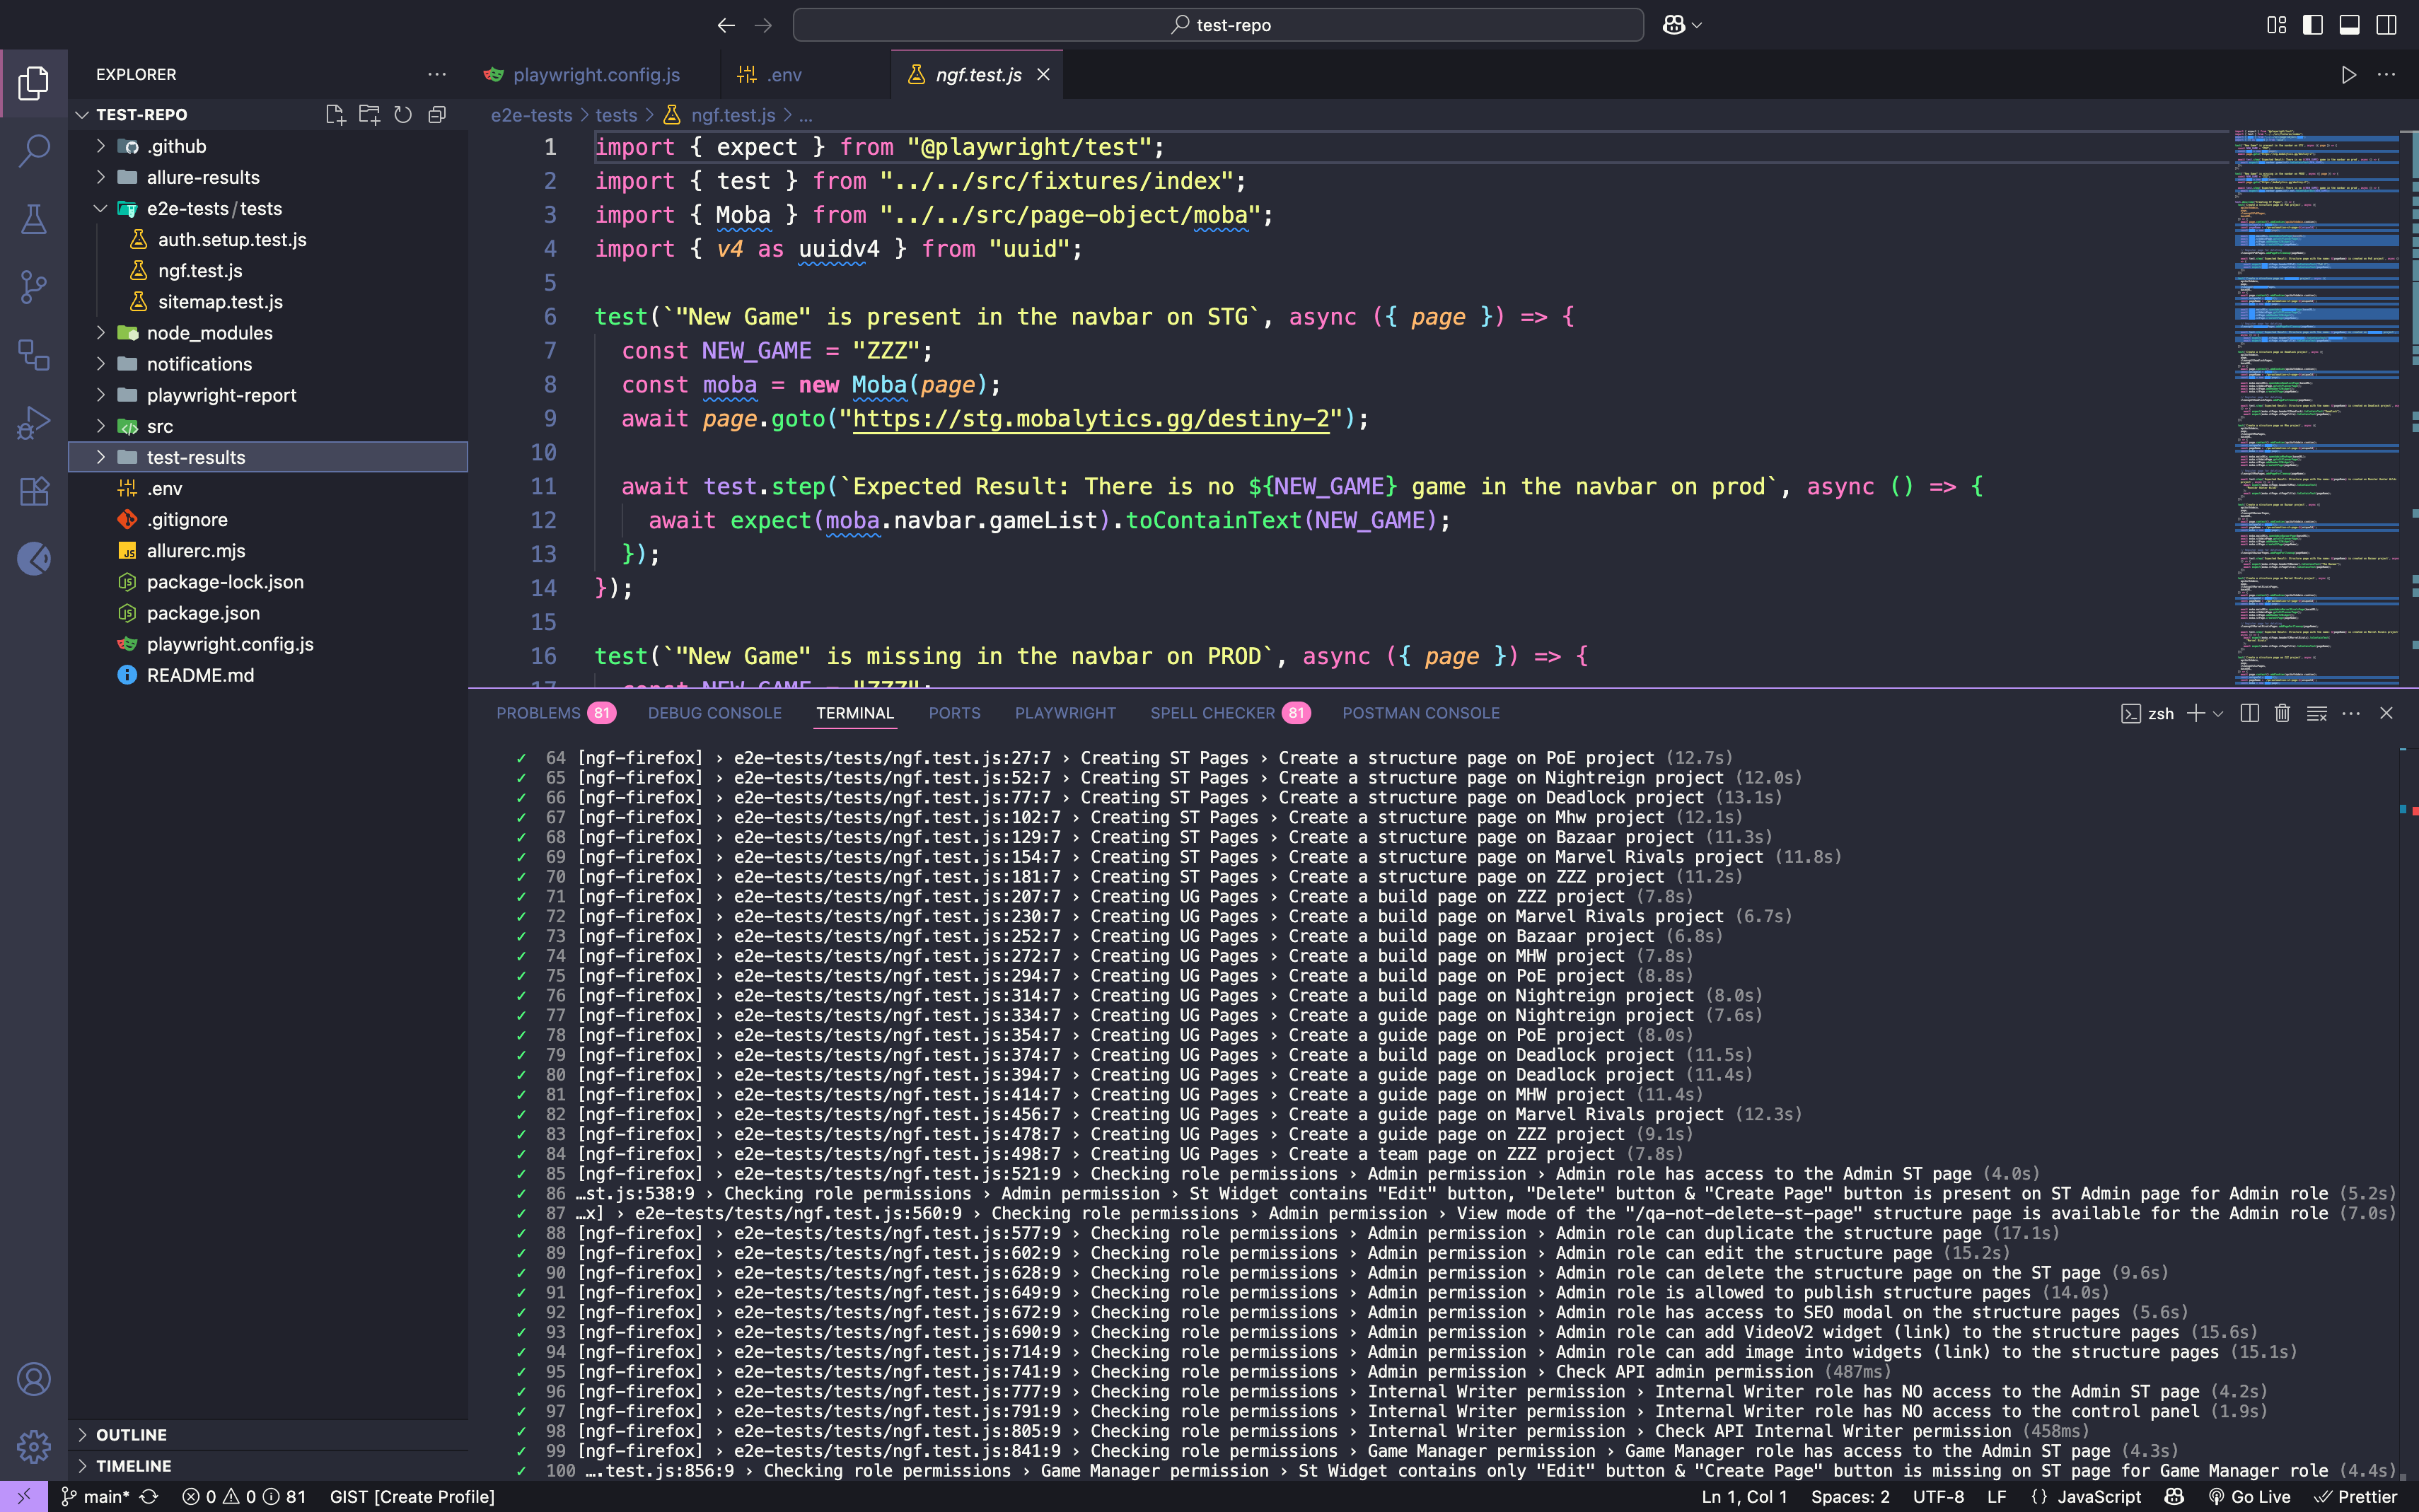 test-repo
EXPLORER
playwright.config.js
.env
ngf.test.js
TEST-REPO
e2e-tests > tests > ngf.test.js > ...
.github
allure-results
e2e-tests/tests
auth.setup.test.js
ngf.test.js
sitemap.test.js
node_modules
notifications
playwright-report
src
test-results
.env
.gitignore
allurerc.mjs
package-lock.json
package.json
playwright.config.js
README.md
OUTLINE
TIMELINE
1 import { expect } from "@playwright/test";
2 import { test } from "../../src/fixtures/index";
3 import { Moba } from "../../src/page-object/moba";
4 import { v4 as uuidv4 } from "uuid";
5
6 test(`"New Game" is present in the navbar on STG`, async ({ page }) => {
7 const NEW_GAME = "ZZZ";
8 const moba = new Moba(page);
9 await page.goto("https://stg.mobalytics.gg/destiny-2");
10
11 await test.step(`Expected Result: There is no ${NEW_GAME} game in the navbar on prod`, async () => {
12 await expect(moba.navbar.gameList).toContainText(NEW_GAME);
13 });
14 });
15
16 test(`"New Game" is missing in the navbar on PROD`, async ({ page }) => {
17 const NEW_GAME = "ZZZ";
PROBLEMS 81 DEBUG CONSOLE TERMINAL PORTS PLAYWRIGHT SPELL CHECKER 81 POSTMAN CONSOLE
zsh
✓ 64 [ngf-firefox] › e2e-tests/tests/ngf.test.js:27:7 › Creating ST Pages › Create a structure page on PoE project (12.7s)
✓ 65 [ngf-firefox] › e2e-tests/tests/ngf.test.js:52:7 › Creating ST Pages › Create a structure page on Nightreign project (12.0s)
✓ 66 [ngf-firefox] › e2e-tests/tests/ngf.test.js:77:7 › Creating ST Pages › Create a structure page on Deadlock project (13.1s)
✓ 67 [ngf-firefox] › e2e-tests/tests/ngf.test.js:102:7 › Creating ST Pages › Create a structure page on Mhw project (12.1s)
✓ 68 [ngf-firefox] › e2e-tests/tests/ngf.test.js:129:7 › Creating ST Pages › Create a structure page on Bazaar project (11.3s)
✓ 69 [ngf-firefox] › e2e-tests/tests/ngf.test.js:154:7 › Creating ST Pages › Create a structure page on Marvel Rivals project (11.8s)
✓ 70 [ngf-firefox] › e2e-tests/tests/ngf.test.js:181:7 › Creating ST Pages › Create a structure page on ZZZ project (11.2s)
✓ 71 [ngf-firefox] › e2e-tests/tests/ngf.test.js:207:7 › Creating UG Pages › Create a build page on ZZZ project (7.8s)
✓ 72 [ngf-firefox] › e2e-tests/tests/ngf.test.js:230:7 › Creating UG Pages › Create a build page on Marvel Rivals project (6.7s)
✓ 73 [ngf-firefox] › e2e-tests/tests/ngf.test.js:252:7 › Creating UG Pages › Create a build page on Bazaar project (6.8s)
✓ 74 [ngf-firefox] › e2e-tests/tests/ngf.test.js:272:7 › Creating UG Pages › Create a build page on MHW project (7.8s)
✓ 75 [ngf-firefox] › e2e-tests/tests/ngf.test.js:294:7 › Creating UG Pages › Create a build page on PoE project (8.8s)
✓ 76 [ngf-firefox] › e2e-tests/tests/ngf.test.js:314:7 › Creating UG Pages › Create a build page on Nightreign project (8.0s)
✓ 77 [ngf-firefox] › e2e-tests/tests/ngf.test.js:334:7 › Creating UG Pages › Create a guide page on Nightreign project (7.6s)
✓ 78 [ngf-firefox] › e2e-tests/tests/ngf.test.js:354:7 › Creating UG Pages › Create a guide page on PoE project (8.0s)
✓ 79 [ngf-firefox] › e2e-tests/tests/ngf.test.js:374:7 › Creating UG Pages › Create a build page on Deadlock project (11.5s)
✓ 80 [ngf-firefox] › e2e-tests/tests/ngf.test.js:394:7 › Creating UG Pages › Create a guide page on Deadlock project (11.4s)
✓ 81 [ngf-firefox] › e2e-tests/tests/ngf.test.js:414:7 › Creating UG Pages › Create a guide page on MHW project (11.4s)
✓ 82 [ngf-firefox] › e2e-tests/tests/ngf.test.js:456:7 › Creating UG Pages › Create a guide page on Marvel Rivals project (12.3s)
✓ 83 [ngf-firefox] › e2e-tests/tests/ngf.test.js:478:7 › Creating UG Pages › Create a guide page on ZZZ project (9.1s)
✓ 84 [ngf-firefox] › e2e-tests/tests/ngf.test.js:498:7 › Creating UG Pages › Create a team page on ZZZ project (7.8s)
✓ 85 [ngf-firefox] › e2e-tests/tests/ngf.test.js:521:9 › Checking role permissions › Admin permission › Admin role has access to the Admin ST page (4.0s)
✓ 86 …st.js:538:9 › Checking role permissions › Admin permission › St Widget contains "Edit" button, "Delete" button & "Create Page" button is present on ST Admin page for Admin role (5.2s)
✓ 87 …x] › e2e-tests/tests/ngf.test.js:560:9 › Checking role permissions › Admin permission › View mode of the "/qa-not-delete-st-page" structure page is available for the Admin role (7.0s)
✓ 88 [ngf-firefox] › e2e-tests/tests/ngf.test.js:577:9 › Checking role permissions › Admin permission › Admin role can duplicate the structure page (17.1s)
✓ 89 [ngf-firefox] › e2e-tests/tests/ngf.test.js:602:9 › Checking role permissions › Admin permission › Admin role can edit the structure page (15.2s)
✓ 90 [ngf-firefox] › e2e-tests/tests/ngf.test.js:628:9 › Checking role permissions › Admin permission › Admin role can delete the structure page on the ST page (9.6s)
✓ 91 [ngf-firefox] › e2e-tests/tests/ngf.test.js:649:9 › Checking role permissions › Admin permission › Admin role is allowed to publish structure pages (14.0s)
✓ 92 [ngf-firefox] › e2e-tests/tests/ngf.test.js:672:9 › Checking role permissions › Admin permission › Admin role has access to SEO modal on the structure pages (5.6s)
✓ 93 [ngf-firefox] › e2e-tests/tests/ngf.test.js:690:9 › Checking role permissions › Admin permission › Admin role can add VideoV2 widget (link) to the structure pages (15.6s)
✓ 94 [ngf-firefox] › e2e-tests/tests/ngf.test.js:714:9 › Checking role permissions › Admin permission › Admin role can add image into widgets (link) to the structure pages (15.1s)
✓ 95 [ngf-firefox] › e2e-tests/tests/ngf.test.js:741:9 › Checking role permissions › Admin permission › Check API admin permission (487ms)
✓ 96 [ngf-firefox] › e2e-tests/tests/ngf.test.js:777:9 › Checking role permissions › Internal Writer permission › Internal Writer role has NO access to the Admin ST page (4.2s)
✓ 97 [ngf-firefox] › e2e-tests/tests/ngf.test.js:791:9 › Checking role permissions › Internal Writer permission › Internal Writer role has NO access to the control panel (1.9s)
✓ 98 [ngf-firefox] › e2e-tests/tests/ngf.test.js:805:9 › Checking role permissions › Internal Writer permission › Check API Internal Writer permission (458ms)
✓ 99 [ngf-firefox] › e2e-tests/tests/ngf.test.js:841:9 › Checking role permissions › Game Manager permission › Game Manager role has access to the Admin ST page (4.3s)
✓ 100 ….test.js:856:9 › Checking role permissions › Game Manager permission › St Widget contains only "Edit" button & "Create Page" button is missing on ST page for Game Manager role (4.4s)
main* 0 0 81 GIST [Create Profile] Ln 1, Col 1 Spaces: 2 UTF-8 LF {} JavaScript Go Live Prettier